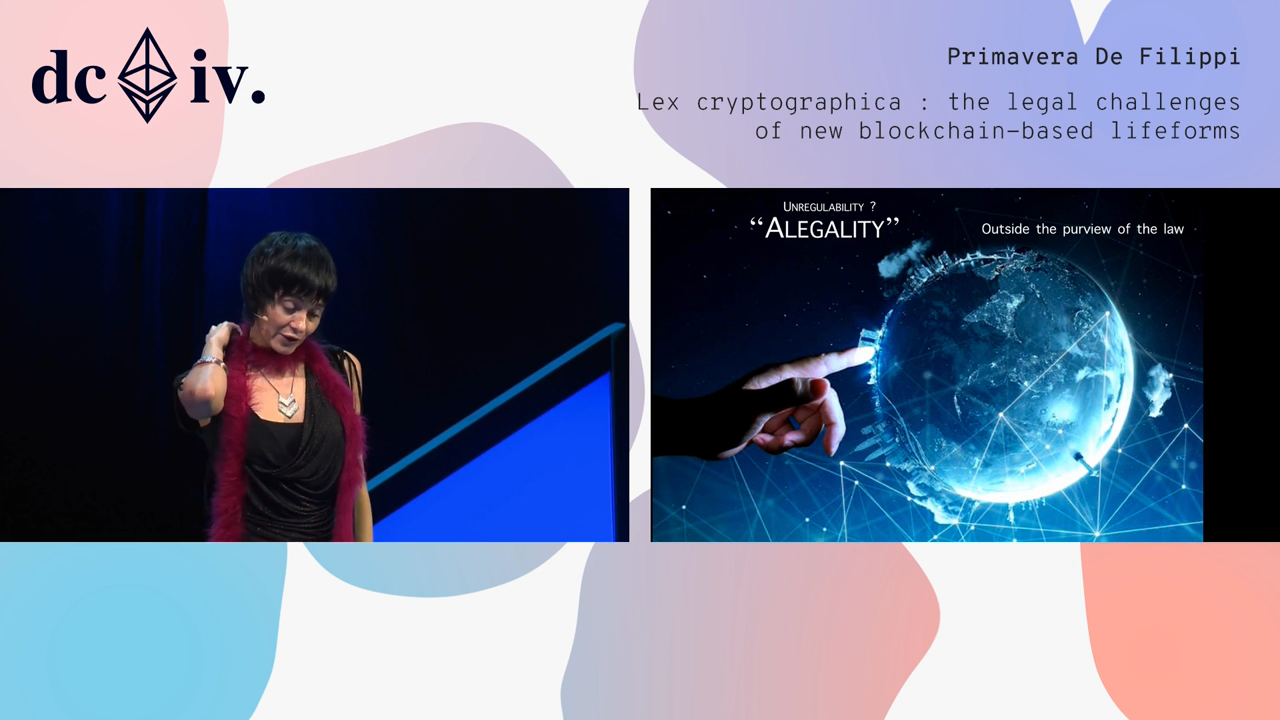 dc iv.
Primavera De Filippi
Lex cryptographica : the legal challenges
of new blockchain-based lifeforms
Unregulability ?
“Alegality”
Outside the purview of the law